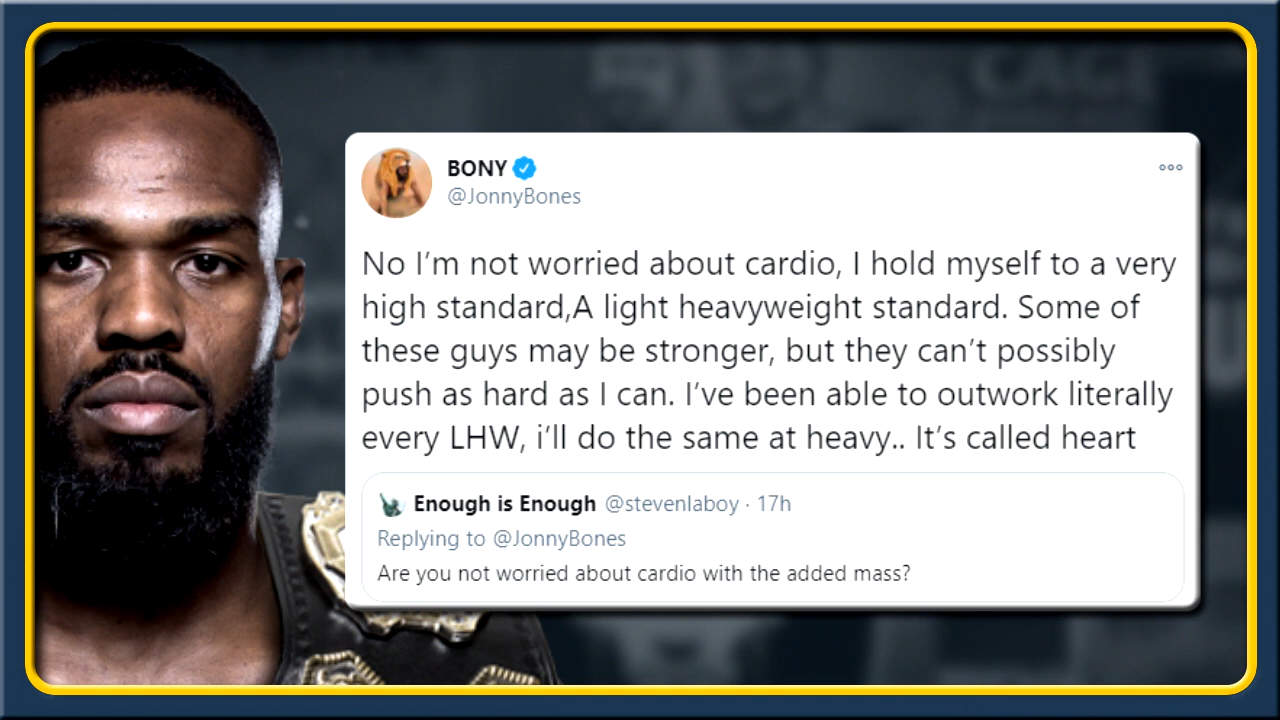 BONY
@JonnyBones
No I'm not worried about cardio, I hold myself to a very
high standard,A light heavyweight standard. Some of
these guys may be stronger, but they can't possibly
push as hard as I can. I've been able to outwork literally
every LHW, i'll do the same at heavy.. It's called heart
Enough is Enough @stevenlaboy · 17h
Replying to @JonnyBones
Are you not worried about cardio with the added mass?
CAGE